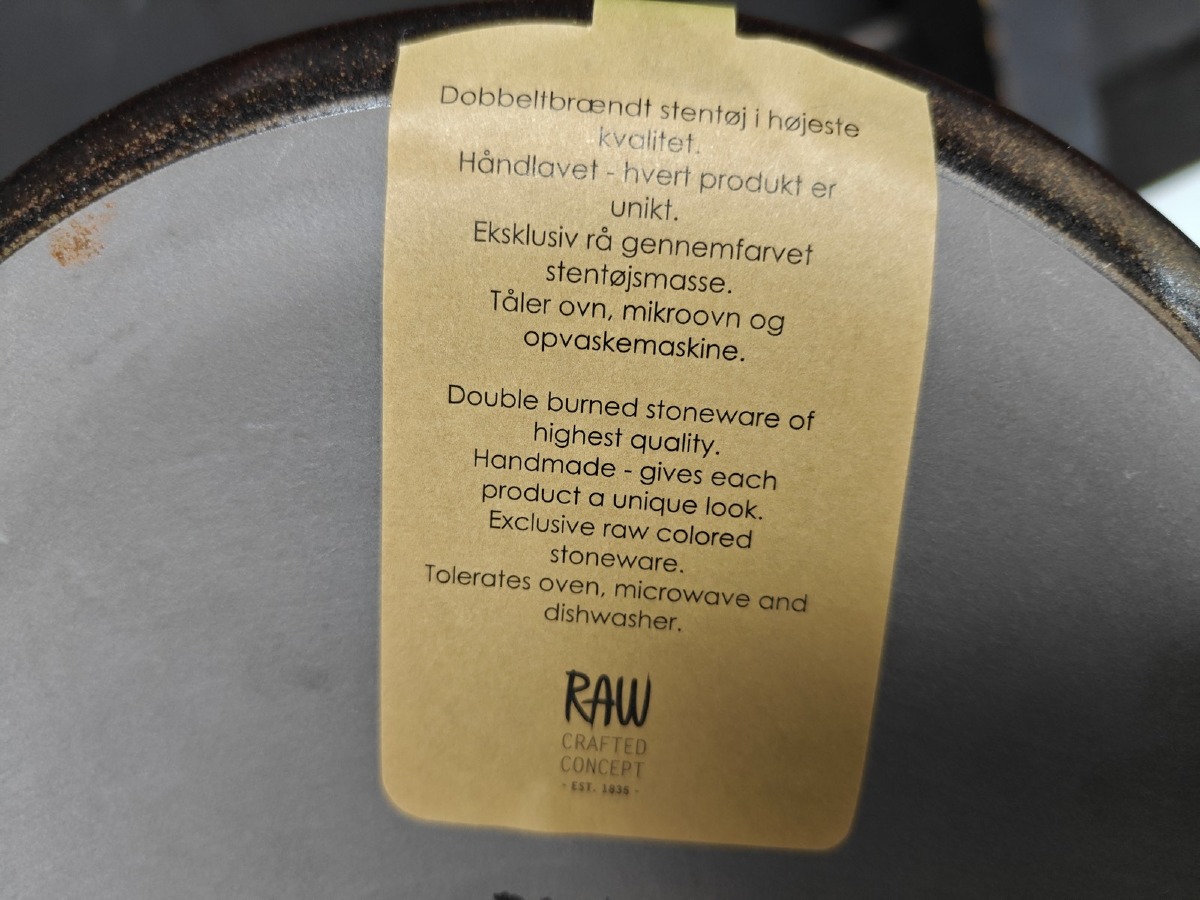 Dobbeltbrændt stentøj i højeste
kvalitet.
Håndlavet - hvert produkt er
unikt.
Eksklusiv rå gennemfarvet
stentøjsmasse.
Tåler ovn, mikroovn og
opvaskemaskine.
Double burned stoneware of
highest quality.
Handmade - gives each
product a unique look.
Exclusive raw colored
stoneware.
Tolerates oven, microwave and
dishwasher.
RAW
CRAFTED
CONCEPT
- EST. 1835 -